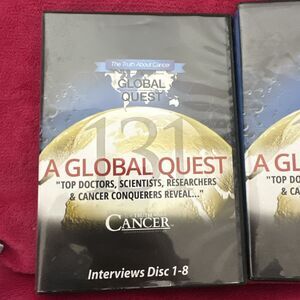 The Truth About Cancer
GLOBAL
QUEST
131
A GLOBAL QUEST
"TOP DOCTORS, SCIENTISTS, RESEARCHERS
& CANCER CONQUERERS REVEAL..."
CANCER
Interviews Disc 1-8
A GL
"TOP DO
& CAN